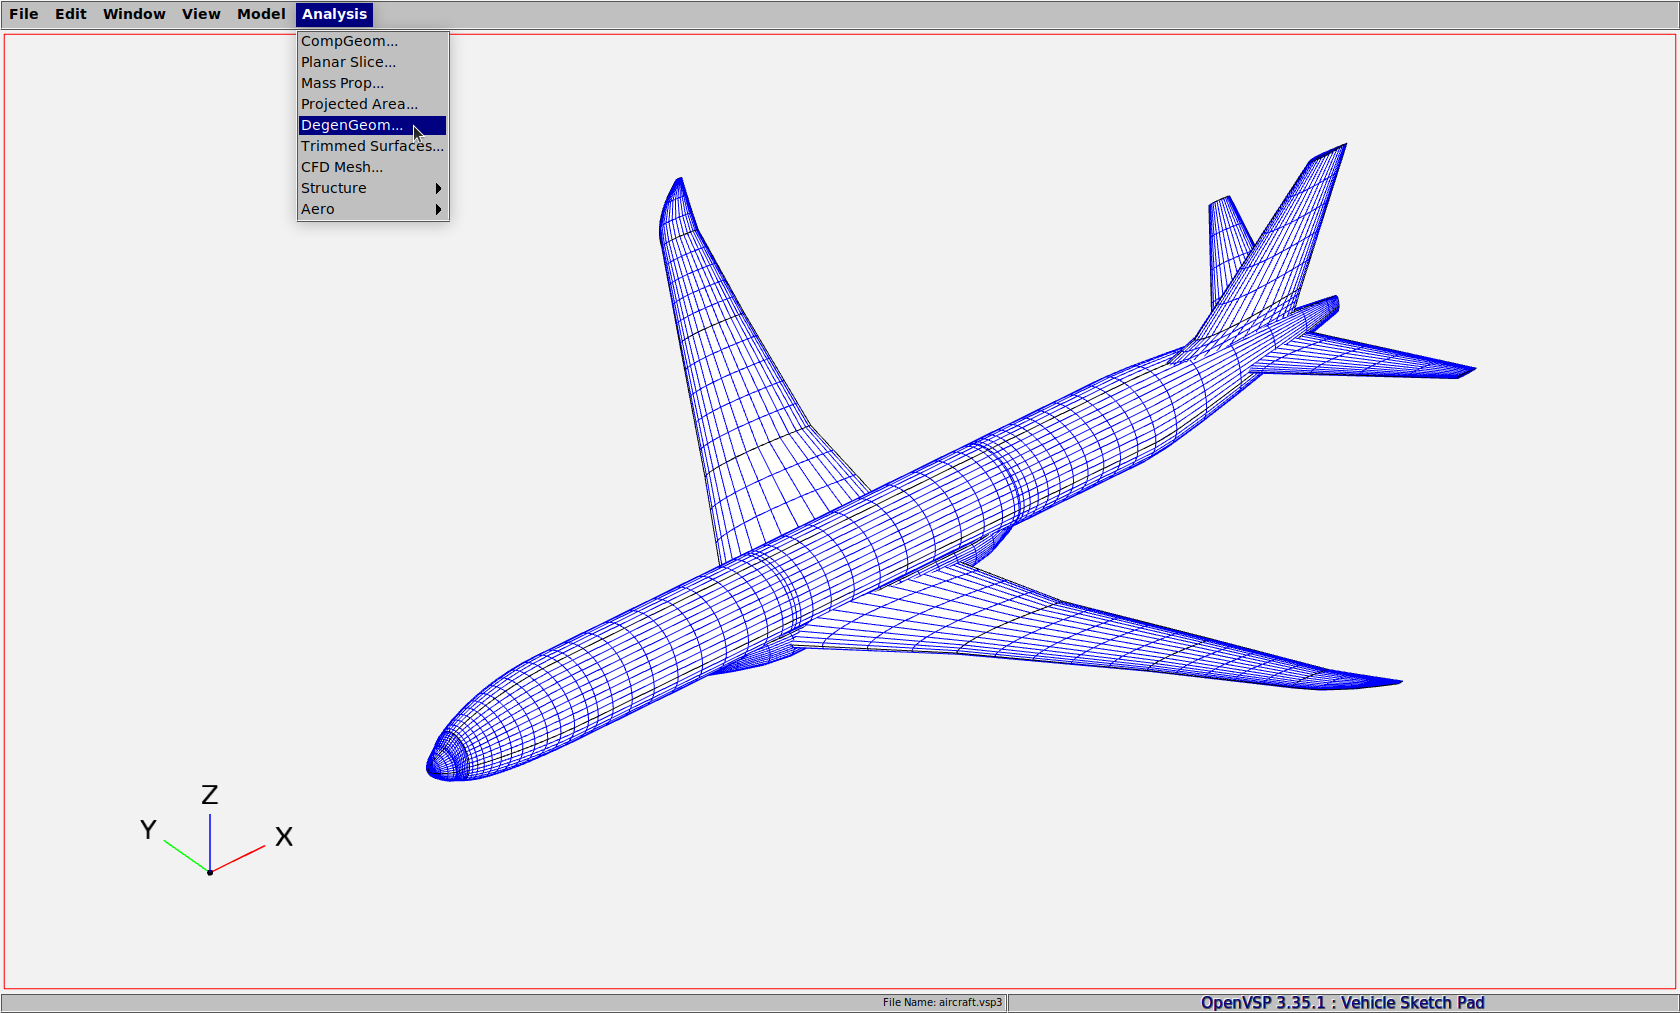 File Edit Window View Model Analysis
CompGeom...
Planar Slice...
Mass Prop...
Projected Area...
DegenGeom...
Trimmed Surfaces...
CFD Mesh...
Structure
Aero
Z
Y
X
File Name: aircraft.vsp3
OpenVSP 3.35.1 : Vehicle Sketch Pad